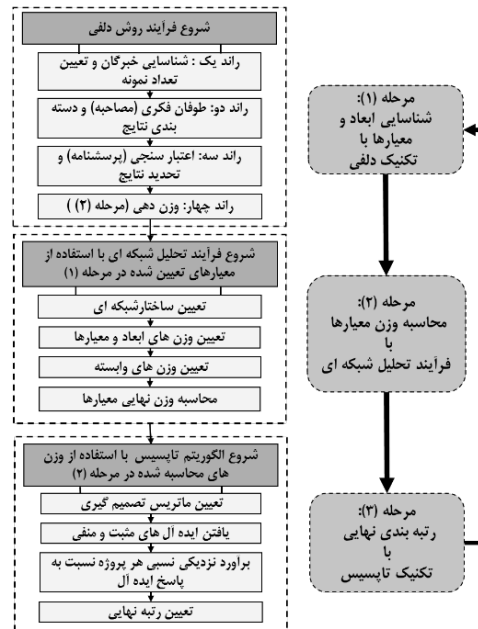 شروع فرآیند روش دلفی
راند یک : شناسایی خبرگان و تعیین
تعداد نمونه
راند دو: طوفان فکری (مصاحبه) و دسته
بندی نتایج
راند سه: اعتبار سنجی (پرسشنامه) و
تحدید نتایج
راند چهار: وزن دهی (مرحله (۲) )
شروع فرآیند تحلیل شبکه ای با استفاده از
معیارهای تعیین شده در مرحله (۱)
تعیین ساختارشبکه ای
تعیین وزن های ابعاد و معیارها
تعیین وزن های وابسته
محاسبه وزن نهایی معیارها
شروع الگوریتم تاپسیس با استفاده از وزن
های محاسبه شده در مرحله (۲)
تعیین ماتریس تصمیم گیری
یافتن ایده آل های مثبت و منفی
برآورد نزدیکی نسبی هر پروژه نسبت به
پاسخ ایده آل
تعیین رتبه نهایی
مرحله (۱):
شناسایی ابعاد و
معیارها با
تکنیک دلفی
مرحله (۲):
محاسبه وزن معیارها
با
فرآیند تحلیل شبکه ای
مرحله (۳):
رتبه بندی نهایی
با
تکنیک تاپسیس